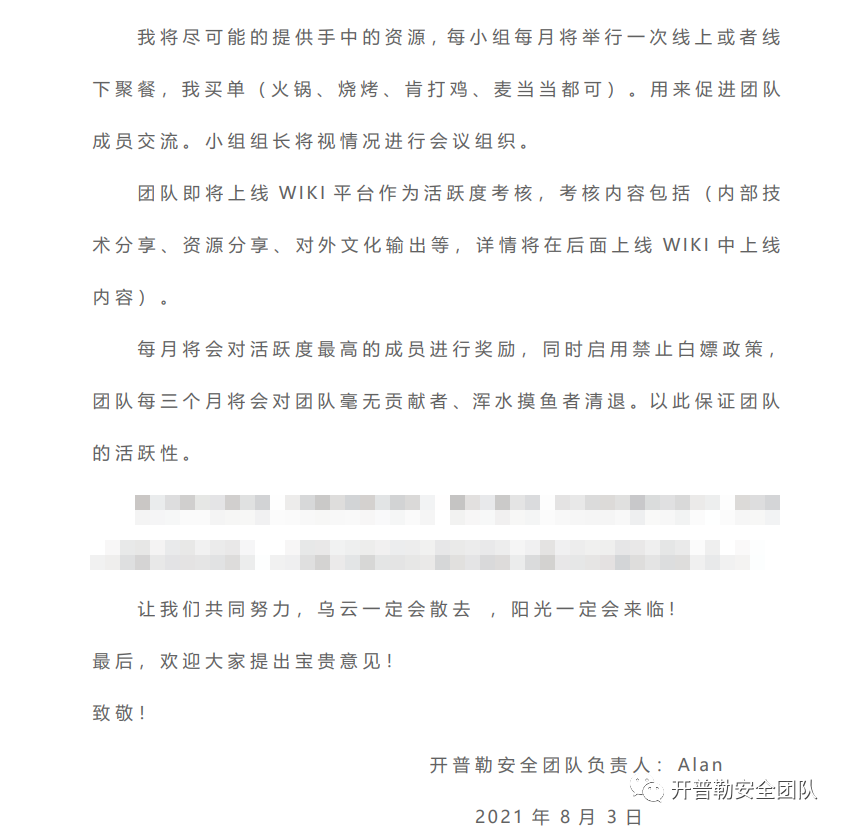 我将尽可能的提供手中的资源，每小组每月将举行一次线上或者线
下聚餐，我买单（火锅、烧烤、肯打鸡、麦当当都可）。用来促进团队
成员交流。小组组长将视情况进行会议组织。
团队即将上线 WIKI 平台作为活跃度考核，考核内容包括（内部技
术分享、资源分享、对外文化输出等，详情将在后面上线 WIKI 中上线
内容）。
每月将会对活跃度最高的成员进行奖励，同时启用禁止白嫖政策，
团队每三个月将会对团队毫无贡献者、浑水摸鱼者清退。以此保证团队
的活跃性。
让我们共同努力，乌云一定会散去 ，阳光一定会来临！
最后，欢迎大家提出宝贵意见！
致敬！
开普勒安全团队负责人：Alan
开普勒安全团队
2021 年 8 月 3 日